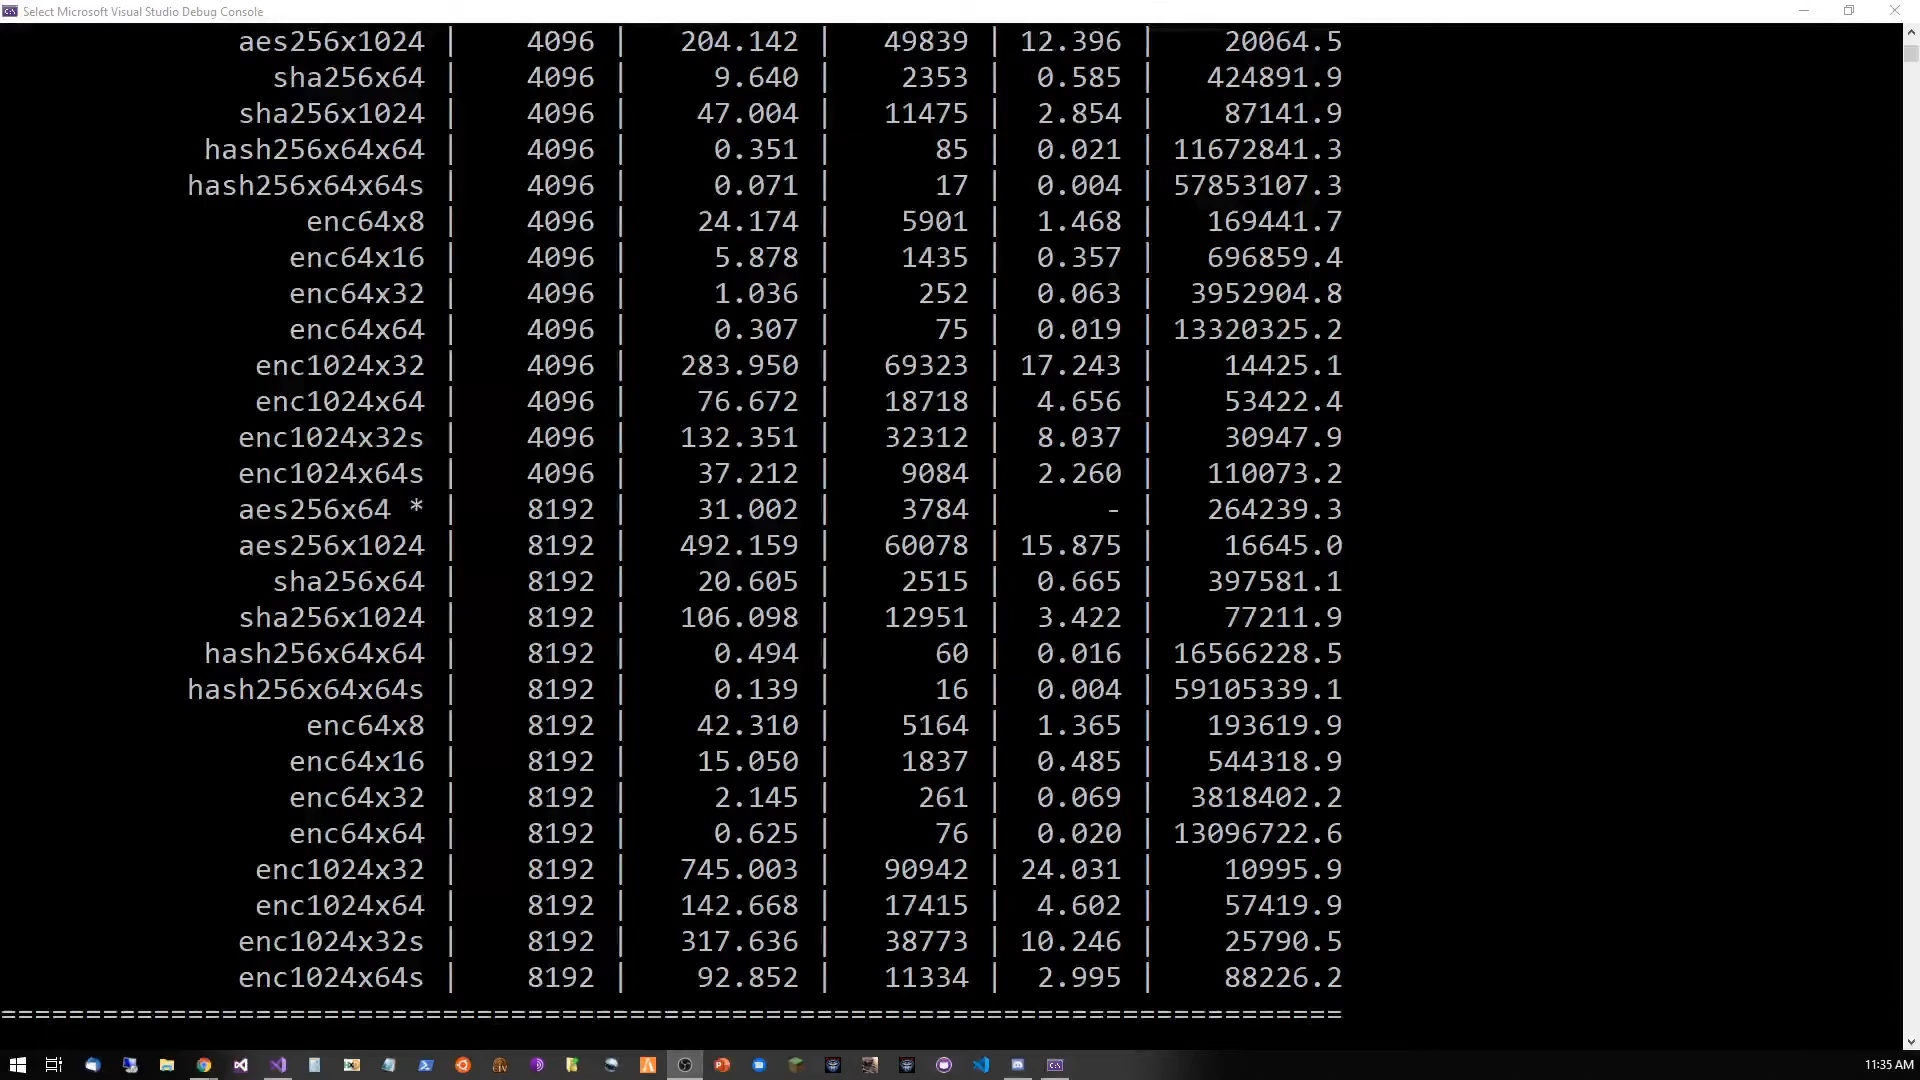 Select Microsoft Visual Studio Debug Console
aes256x1024 | 4096 | 204.142 | 49839 | 12.396 | 20064.5
sha256x64 | 4096 | 9.640 | 2353 | 0.585 | 424891.9
sha256x1024 | 4096 | 47.004 | 11475 | 2.854 | 87141.9
hash256x64x64 | 4096 | 0.351 | 85 | 0.021 | 11672841.3
hash256x64x64s | 4096 | 0.071 | 17 | 0.004 | 57853107.3
enc64x8 | 4096 | 24.174 | 5901 | 1.468 | 169441.7
enc64x16 | 4096 | 5.878 | 1435 | 0.357 | 696859.4
enc64x32 | 4096 | 1.036 | 252 | 0.063 | 3952904.8
enc64x64 | 4096 | 0.307 | 75 | 0.019 | 13320325.2
enc1024x32 | 4096 | 283.950 | 69323 | 17.243 | 14425.1
enc1024x64 | 4096 | 76.672 | 18718 | 4.656 | 53422.4
enc1024x32s | 4096 | 132.351 | 32312 | 8.037 | 30947.9
enc1024x64s | 4096 | 37.212 | 9084 | 2.260 | 110073.2
aes256x64 * | 8192 | 31.002 | 3784 | - | 264239.3
aes256x1024 | 8192 | 492.159 | 60078 | 15.875 | 16645.0
sha256x64 | 8192 | 20.605 | 2515 | 0.665 | 397581.1
sha256x1024 | 8192 | 106.098 | 12951 | 3.422 | 77211.9
hash256x64x64 | 8192 | 0.494 | 60 | 0.016 | 16566228.5
hash256x64x64s | 8192 | 0.139 | 16 | 0.004 | 59105339.1
enc64x8 | 8192 | 42.310 | 5164 | 1.365 | 193619.9
enc64x16 | 8192 | 15.050 | 1837 | 0.485 | 544318.9
enc64x32 | 8192 | 2.145 | 261 | 0.069 | 3818402.2
enc64x64 | 8192 | 0.625 | 76 | 0.020 | 13096722.6
enc1024x32 | 8192 | 745.003 | 90942 | 24.031 | 10995.9
enc1024x64 | 8192 | 142.668 | 17415 | 4.602 | 57419.9
enc1024x32s | 8192 | 317.636 | 38773 | 10.246 | 25790.5
enc1024x64s | 8192 | 92.852 | 11334 | 2.995 | 88226.2
===============================================================================
11:35 AM